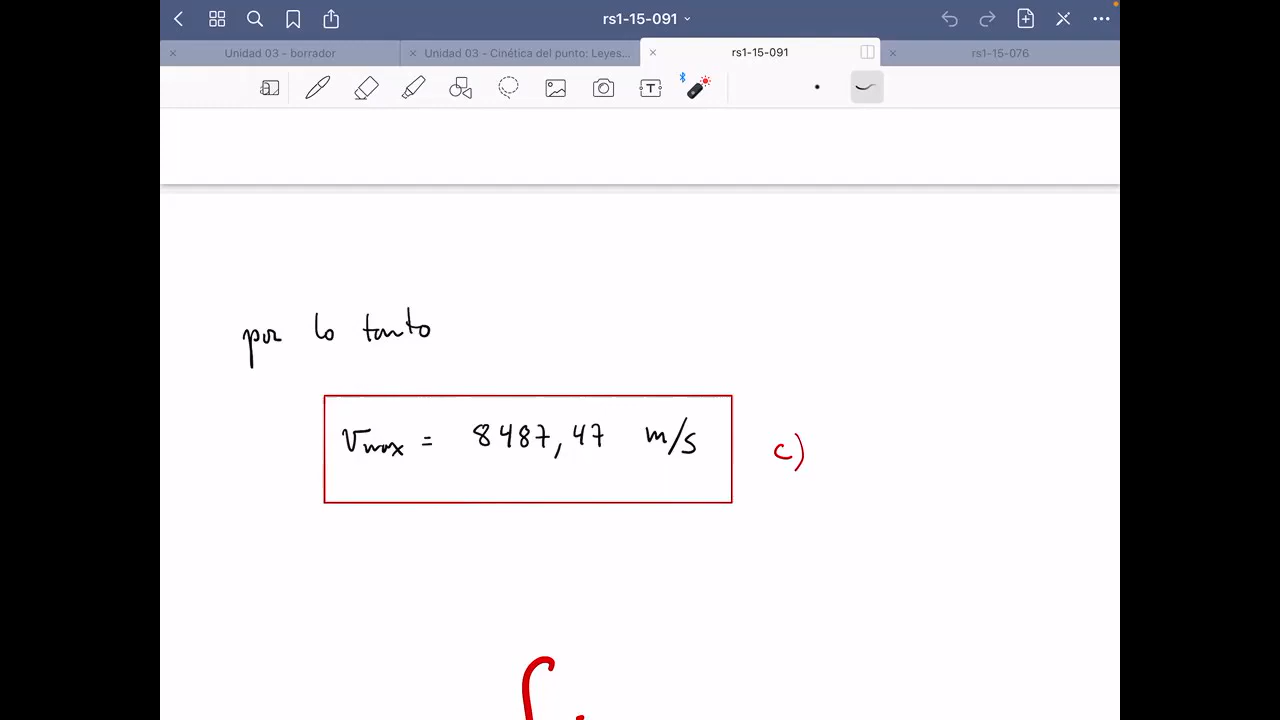 rs1-15-091
Unidad 03 - borrador
Unidad 03 - Cinética del punto: Leyes...
rs1-15-091
rs1-15-076
T
por lo tanto
vmax = 8487,47 m/s c)